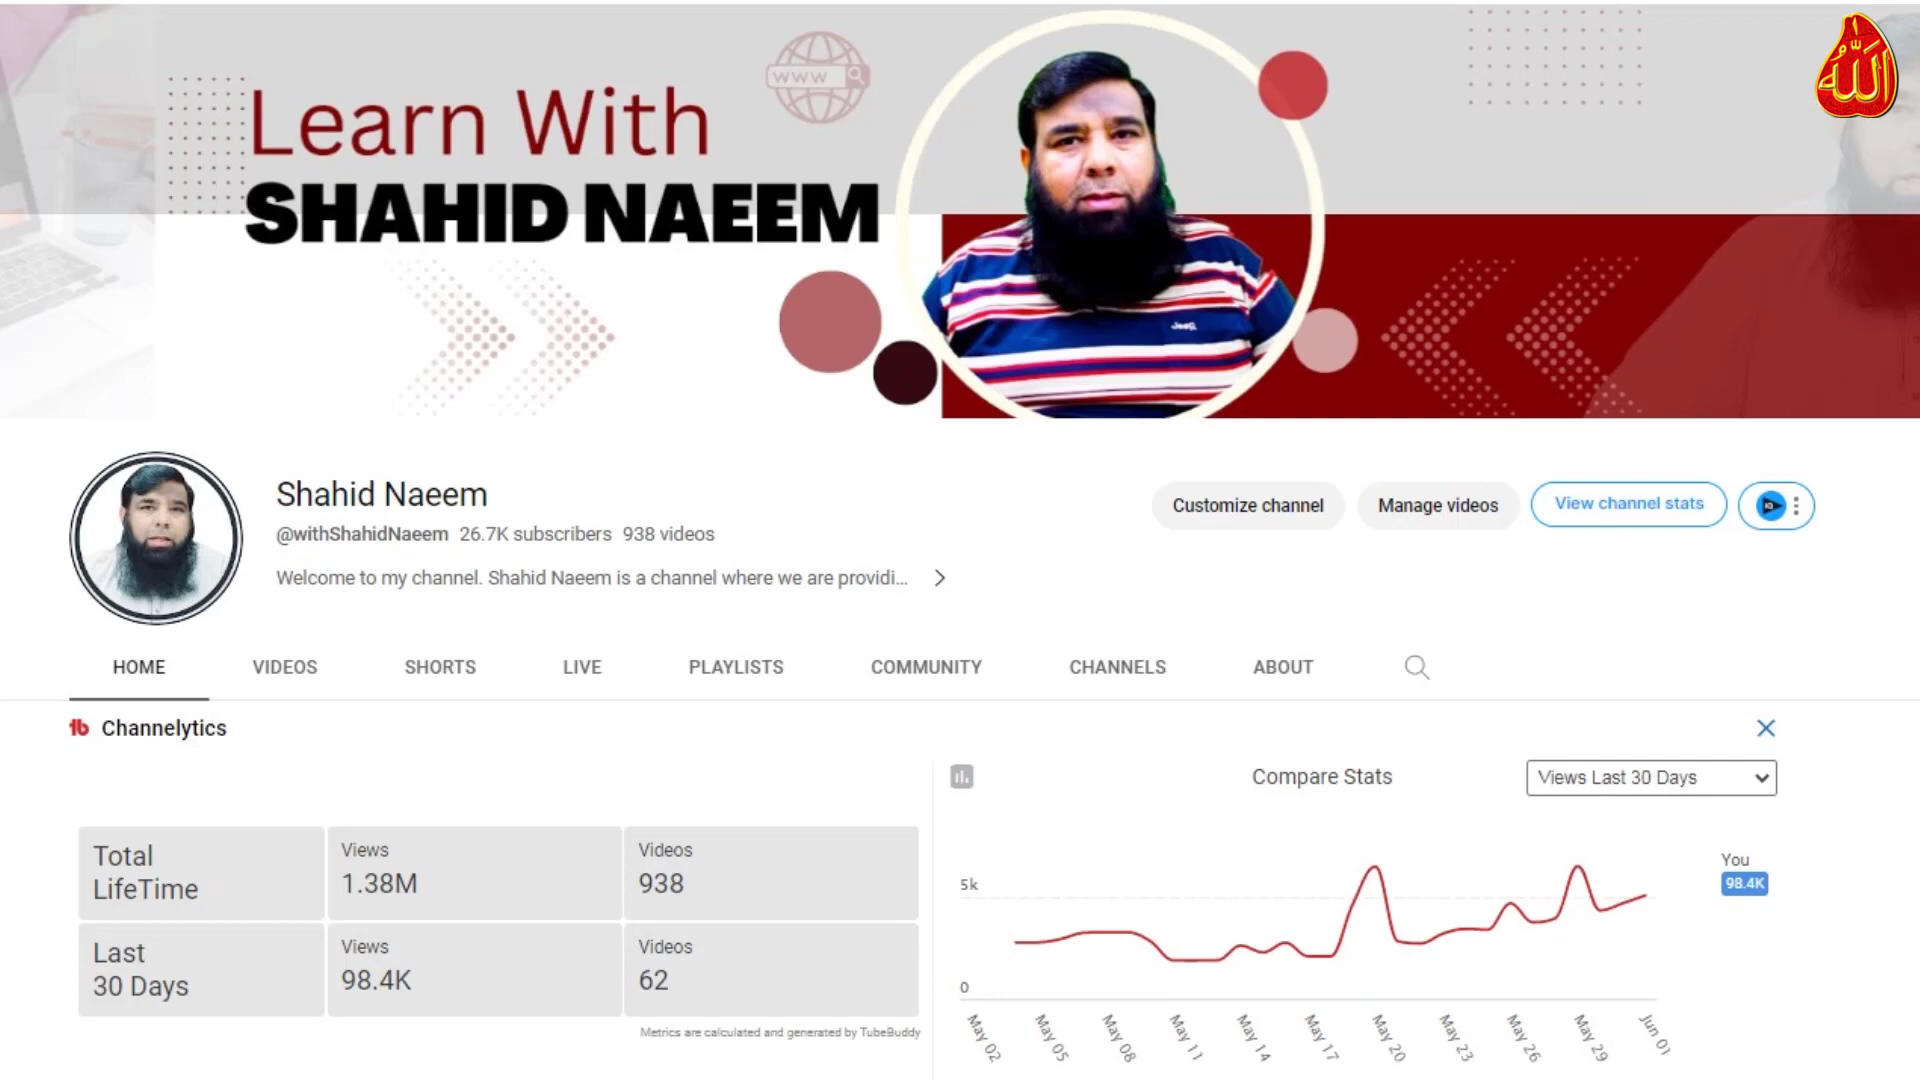 Learn With
SHAHID NAEEM
www
الله
Jeep
Shahid Naeem
@withShahidNaeem 26.7K subscribers 938 videos
Welcome to my channel. Shahid Naeem is a channel where we are providi...
Customize channel
Manage videos
View channel stats
IQ
HOME
VIDEOS
SHORTS
LIVE
PLAYLISTS
COMMUNITY
CHANNELS
ABOUT
tb Channelytics
Compare Stats
Views Last 30 Days
Total
LifeTime
Views
1.38M
Videos
938
Last
30 Days
Views
98.4K
Videos
62
Metrics are calculated and generated by TubeBuddy
You
98.4K
5k
0
May 02
May 05
May 08
May 11
May 14
May 17
May 20
May 23
May 26
May 29
Jun 01